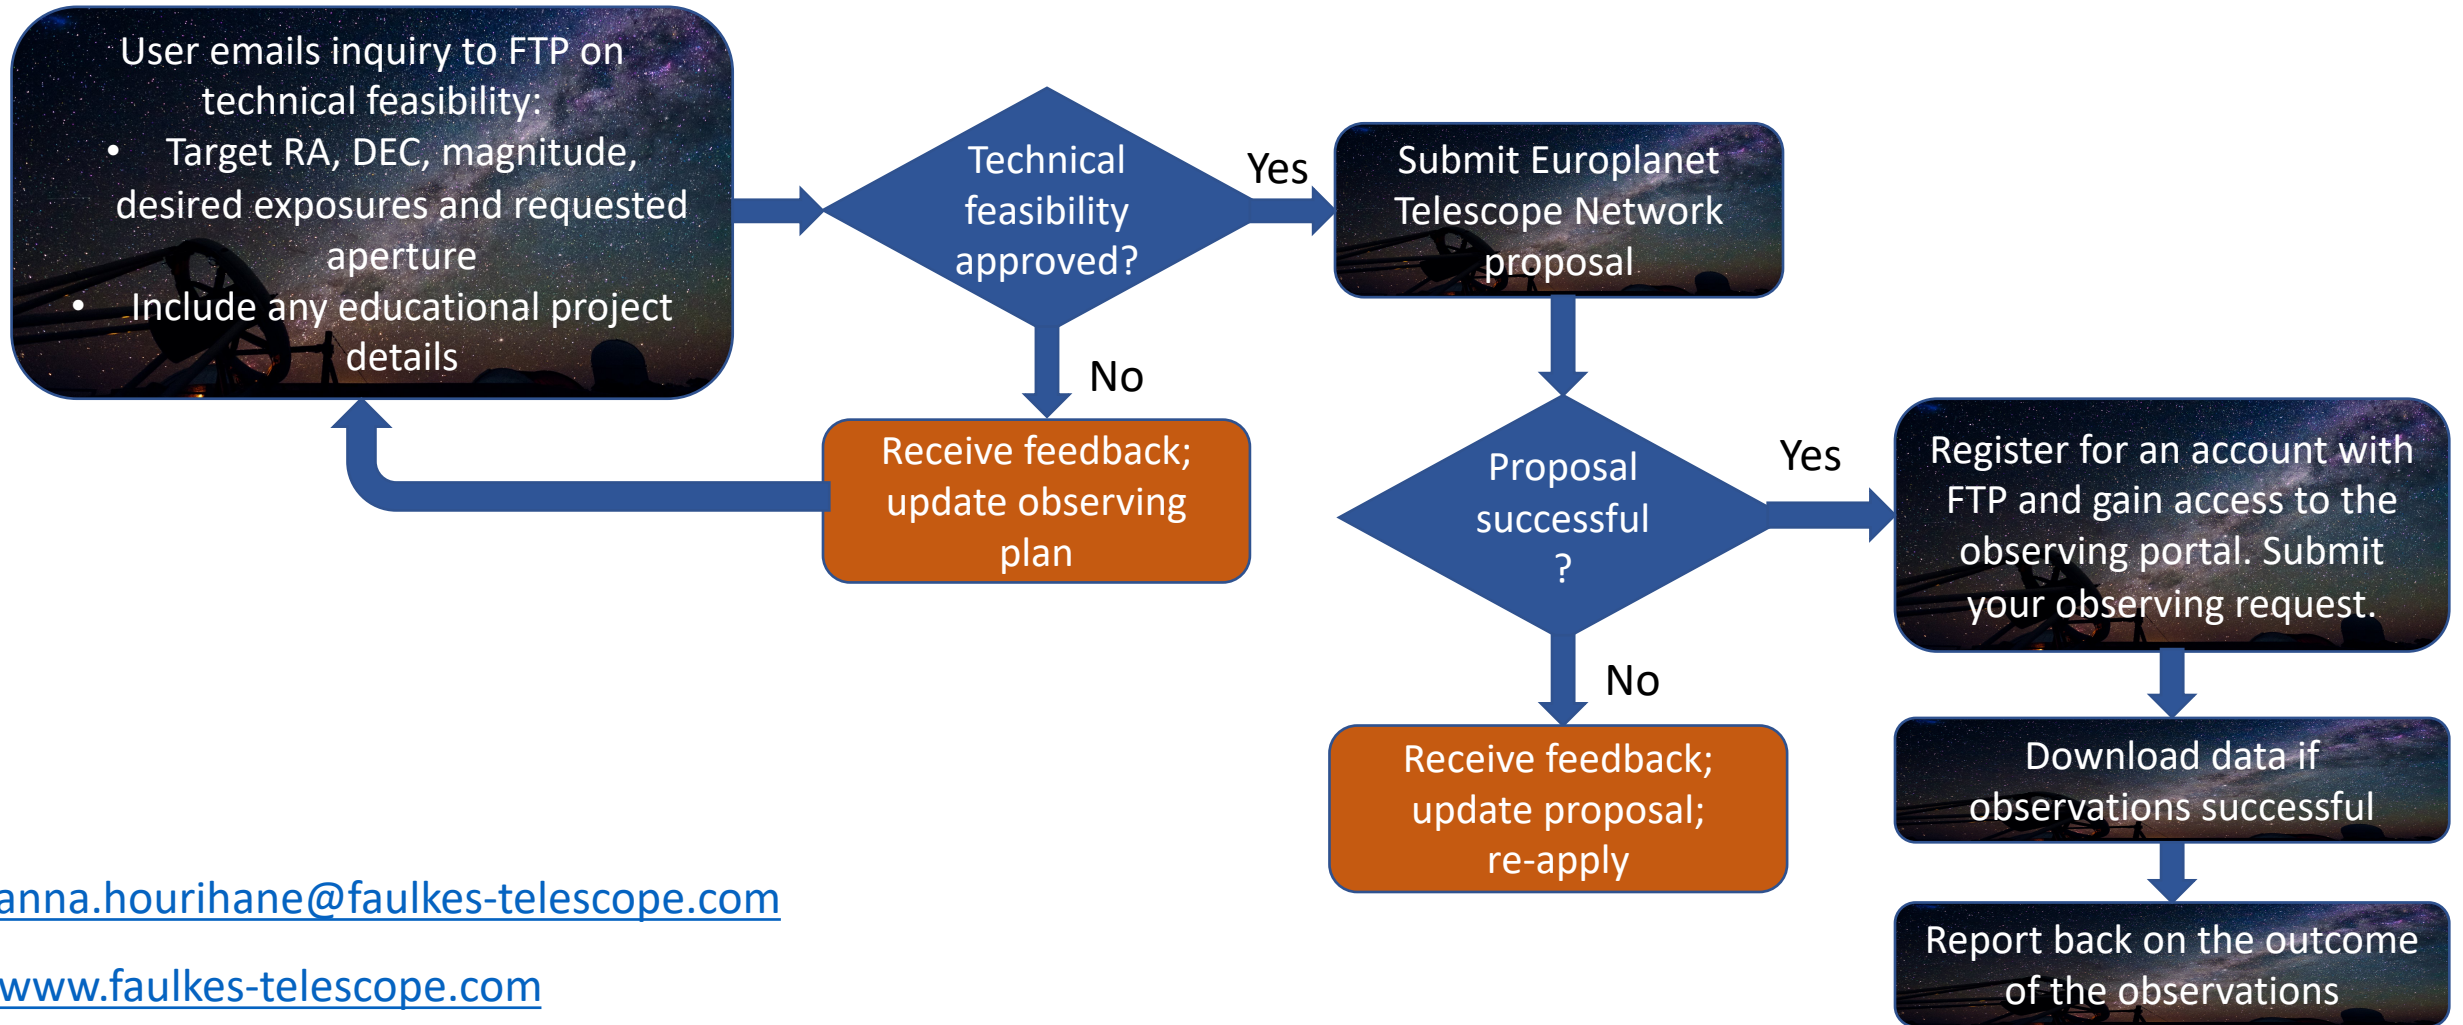 User emails inquiry to FTP on
technical feasibility:
• Target RA, DEC, magnitude,
desired exposures and requested
aperture
• Include any educational project
details
Technical
feasibility
approved?
Yes
Submit Europlanet
Telescope Network
proposal
No
Receive feedback;
update observing
plan
Proposal
successful
?
Yes
Register for an account with
FTP and gain access to the
observing portal. Submit
your observing request.
No
Receive feedback;
update proposal;
re-apply
Download data if
observations successful
Report back on the outcome
of the observations
anna.hourihane@faulkes-telescope.com
www.faulkes-telescope.com